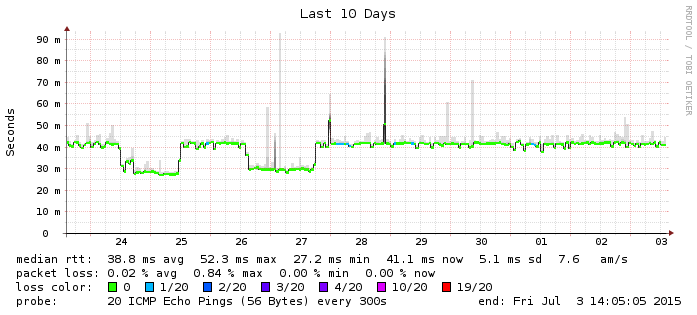 Last 10 Days
RRDTOOL / TOBI OETIKER
Seconds
90 m
80 m
70 m
60 m
50 m
40 m
30 m
20 m
10 m
0
24 25 26 27 28 29 30 01 02 03
median rtt: 38.8 ms avg 52.3 ms max 27.2 ms min 41.1 ms now 5.1 ms sd 7.6 am/s
packet loss: 0.02 % avg 0.84 % max 0.00 % min 0.00 % now
loss color: 0 1/20 2/20 3/20 4/20 10/20 19/20
probe: 20 ICMP Echo Pings (56 Bytes) every 300s end: Fri Jul 3 14:05:05 2015